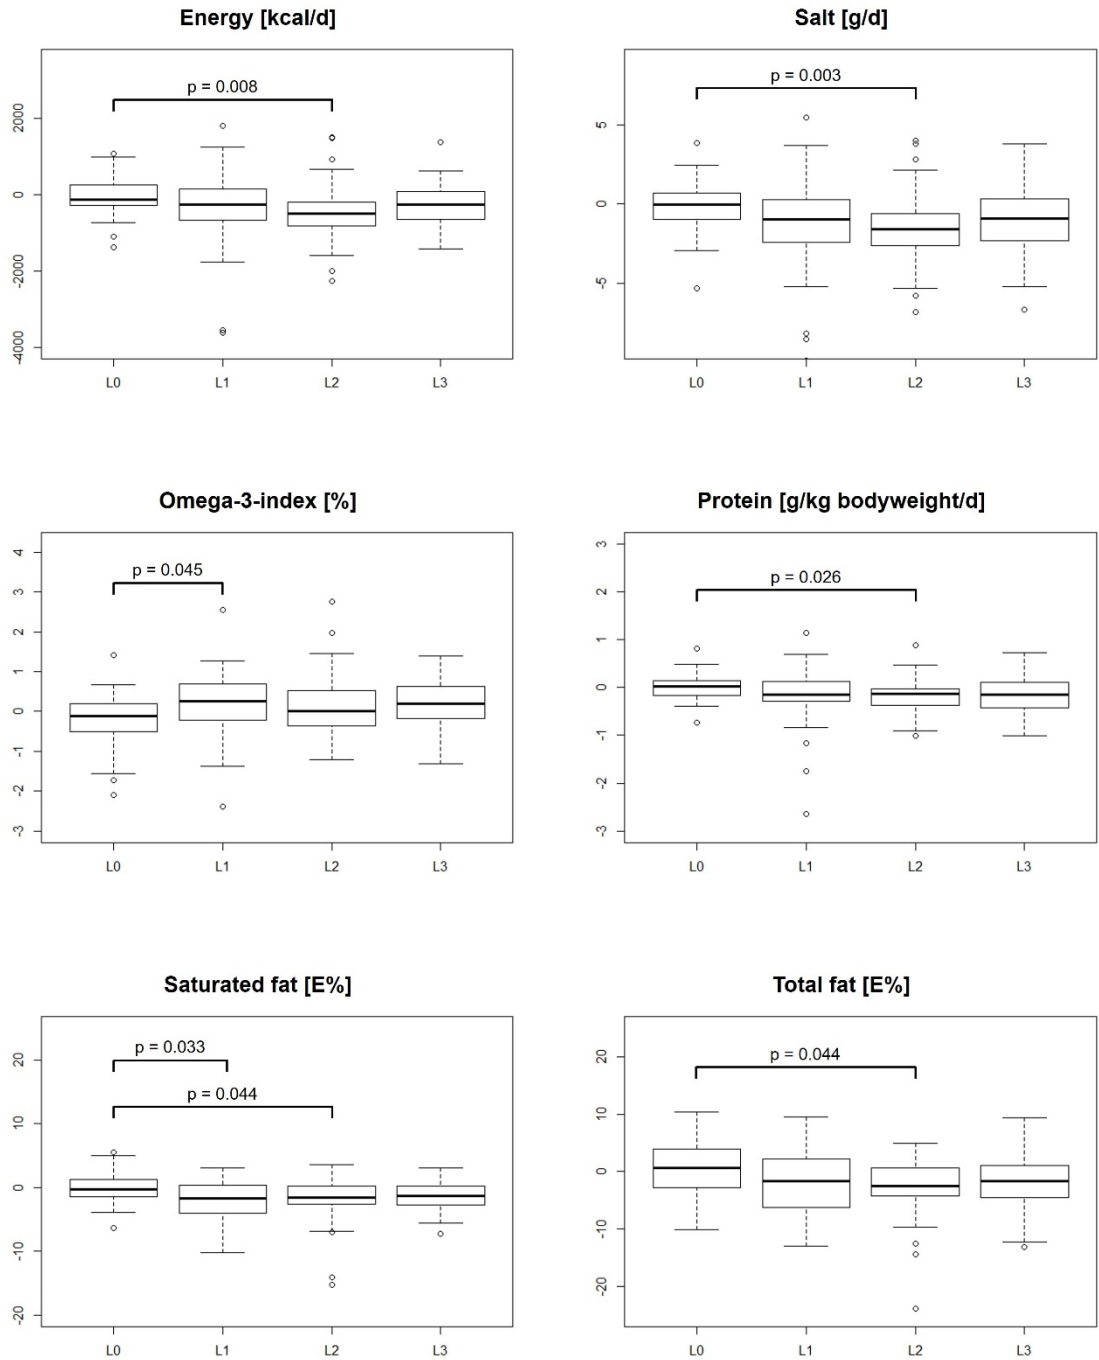 Energy [kcal/d]
p = 0.008
2000
0
-2000
-4000
L0 L1 L2 L3
Salt [g/d]
p = 0.003
5
0
-5
L0 L1 L2 L3
Omega-3-index [%]
p = 0.045
4
3
2
1
0
-1
-2
-3
L0 L1 L2 L3
Protein [g/kg bodyweight/d]
p = 0.026
3
2
1
0
-1
-2
-3
L0 L1 L2 L3
Saturated fat [E%]
p = 0.033
p = 0.044
20
10
0
-10
-20
L0 L1 L2 L3
Total fat [E%]
p = 0.044
20
10
0
-10
-20
L0 L1 L2 L3